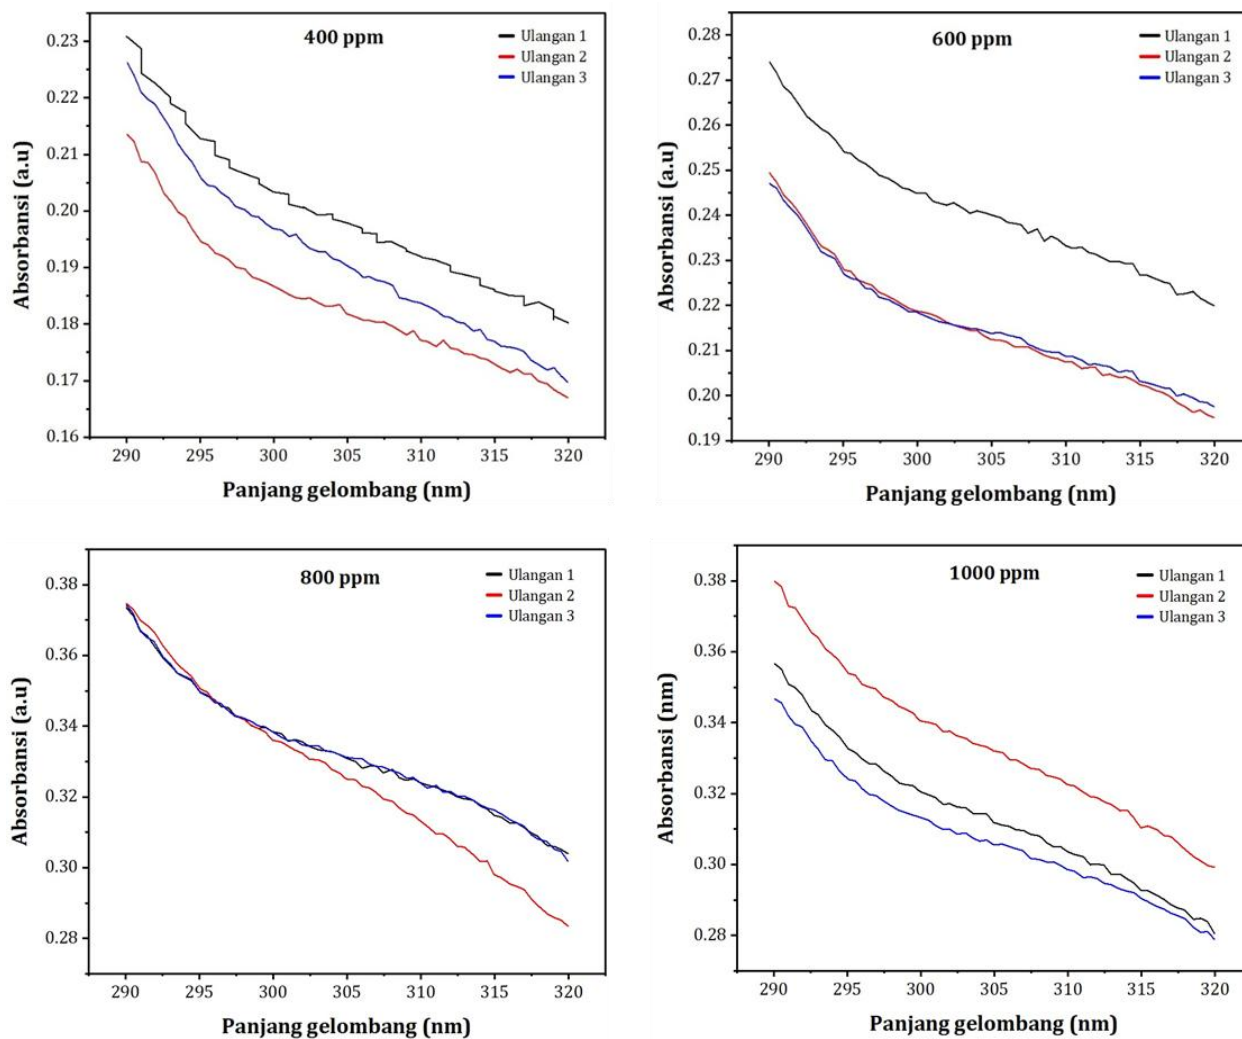 400 ppm
Ulangan 1
Ulangan 2
Ulangan 3
0.23
0.22
0.21
0.20
0.19
0.18
0.17
0.16
Absorbansi (a.u)
290 295 300 305 310 315 320
Panjang gelombang (nm)
600 ppm
Ulangan 1
Ulangan 2
Ulangan 3
0.28
0.27
0.26
0.25
0.24
0.23
0.22
0.21
0.20
0.19
Absorbansi (a.u)
290 295 300 305 310 315 320
Panjang gelombang (nm)
800 ppm
Ulangan 1
Ulangan 2
Ulangan 3
0.38
0.36
0.34
0.32
0.30
0.28
Absorbansi (a.u)
290 295 300 305 310 315 320
Panjang gelombang (nm)
1000 ppm
Ulangan 1
Ulangan 2
Ulangan 3
0.38
0.36
0.34
0.32
0.30
0.28
Absorbansi (nm)
290 295 300 305 310 315 320
Panjang gelombang (nm)